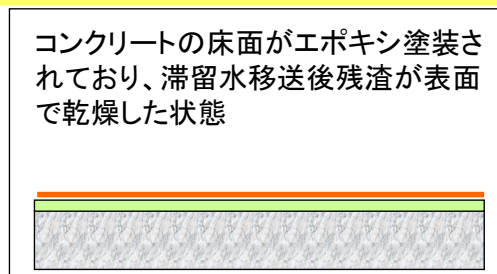 コンクリートの床面がエポキシ塗装さ
れており、滞留水移送後残渣が表面
で乾燥した状態